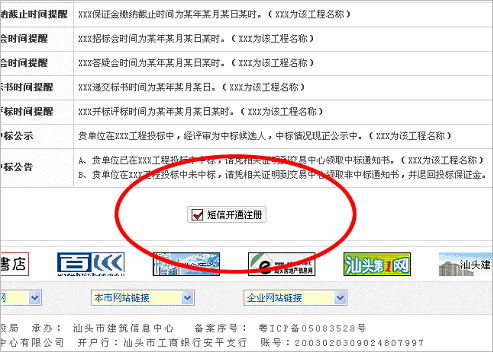 纳截止时间提醒 XXX保证金缴纳截止时间为某年某月某日某时。（XXX为该工程名称）
会时间提醒 XXX招标会时间为某年某月某日某时。（XXX为该工程名称）
会时间提醒 XXX答疑会时间为某年某月某日某时。（XXX为该工程名称）
标书时间提醒 XXX递交标书时间为某年某月某日。（XXX为该工程名称）
评标时间提醒 XXX开标评标时间为某年某月某日某时。（XXX为该工程名称）
中标公示 贵单位在XXX工程投标中，经评审为中标候选人，中标情况现正公示中。（XXX为该工程名称）
中标公告 A、贵单位已在XXX工程投标中中标，请凭相关证明到交易中心领取中标通知书。（XXX为该工程名称）
B、贵单位在XXX工程投标中未中标，请凭相关证明到交易中心领取非中标通知书，并退回投标保证金。
短信开通注册
書店 百 汕头第1网 汕头建
网 本市网站链接 企业网站链接
设局 承办： 汕头市建筑信息中心 备案序号： 粤ICP备05083528号
中心有限公司 开户行：汕头市工商银行安平支行 账号：2003020309024807997